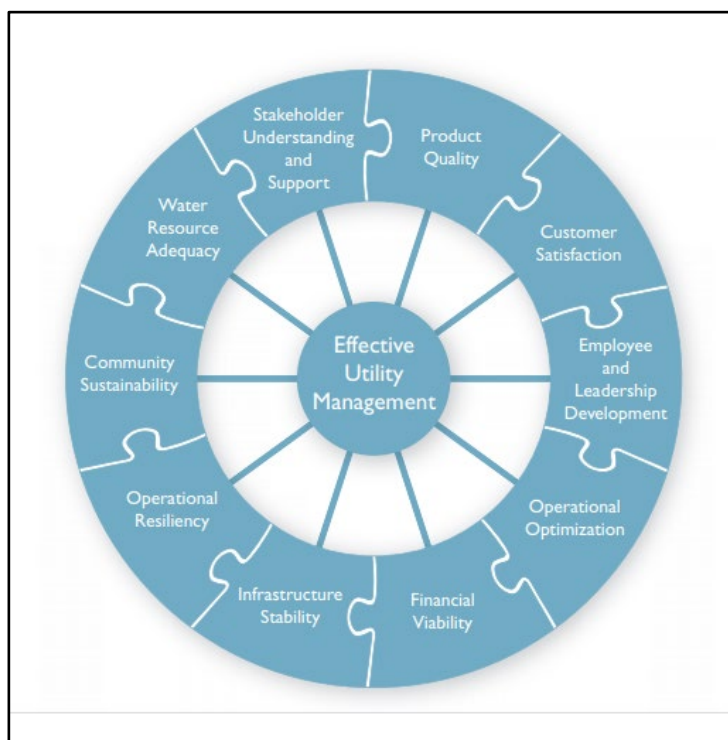 Stakeholder
Understanding
and
Support
Product
Quality
Customer
Satisfaction
Employee
and
Leadership
Development
Operational
Optimization
Financial
Viability
Infrastructure
Stability
Operational
Resiliency
Community
Sustainability
Water
Resource
Adequacy
Effective
Utility
Management